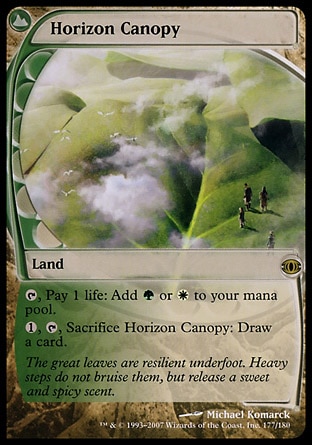 Horizon Canopy
Land
, Pay 1 life: Add or to your mana
pool.
1, , Sacrifice Horizon Canopy: Draw
a card.
The great leaves are resilient underfoot. Heavy
steps do not bruise them, but release a sweet
and spicy scent.
Michael Komarck
™ & © 1993–2007 Wizards of the Coast, Inc. 177/180